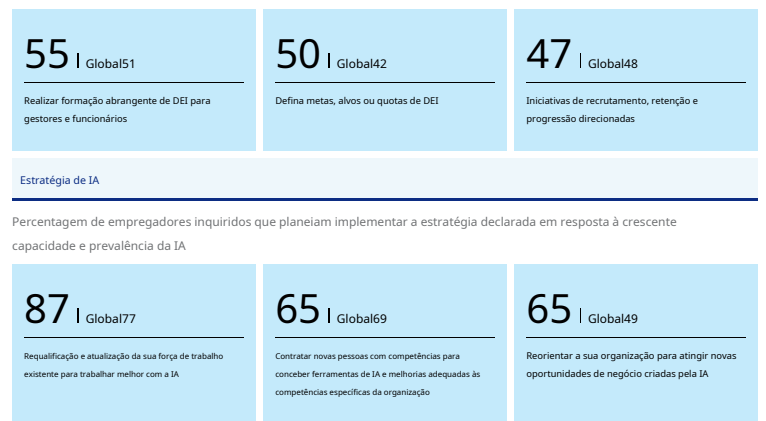 55 | Global51
Realizar formação abrangente de DEI para
gestores e funcionários
50 | Global42
Defina metas, alvos ou quotas de DEI
47 | Global48
Iniciativas de recrutamento, retenção e
progressão direcionadas
Estratégia de IA
Percentagem de empregadores inquiridos que planeiam implementar a estratégia declarada em resposta à crescente
capacidade e prevalência da IA
87 | Global77
Requalificação e atualização da sua força de trabalho
existente para trabalhar melhor com a IA
65 | Global69
Contratar novas pessoas com competências para
conceber ferramentas de IA e melhorias adequadas às
competências específicas da organização
65 | Global49
Reorientar a sua organização para atingir novas
oportunidades de negócio criadas pela IA